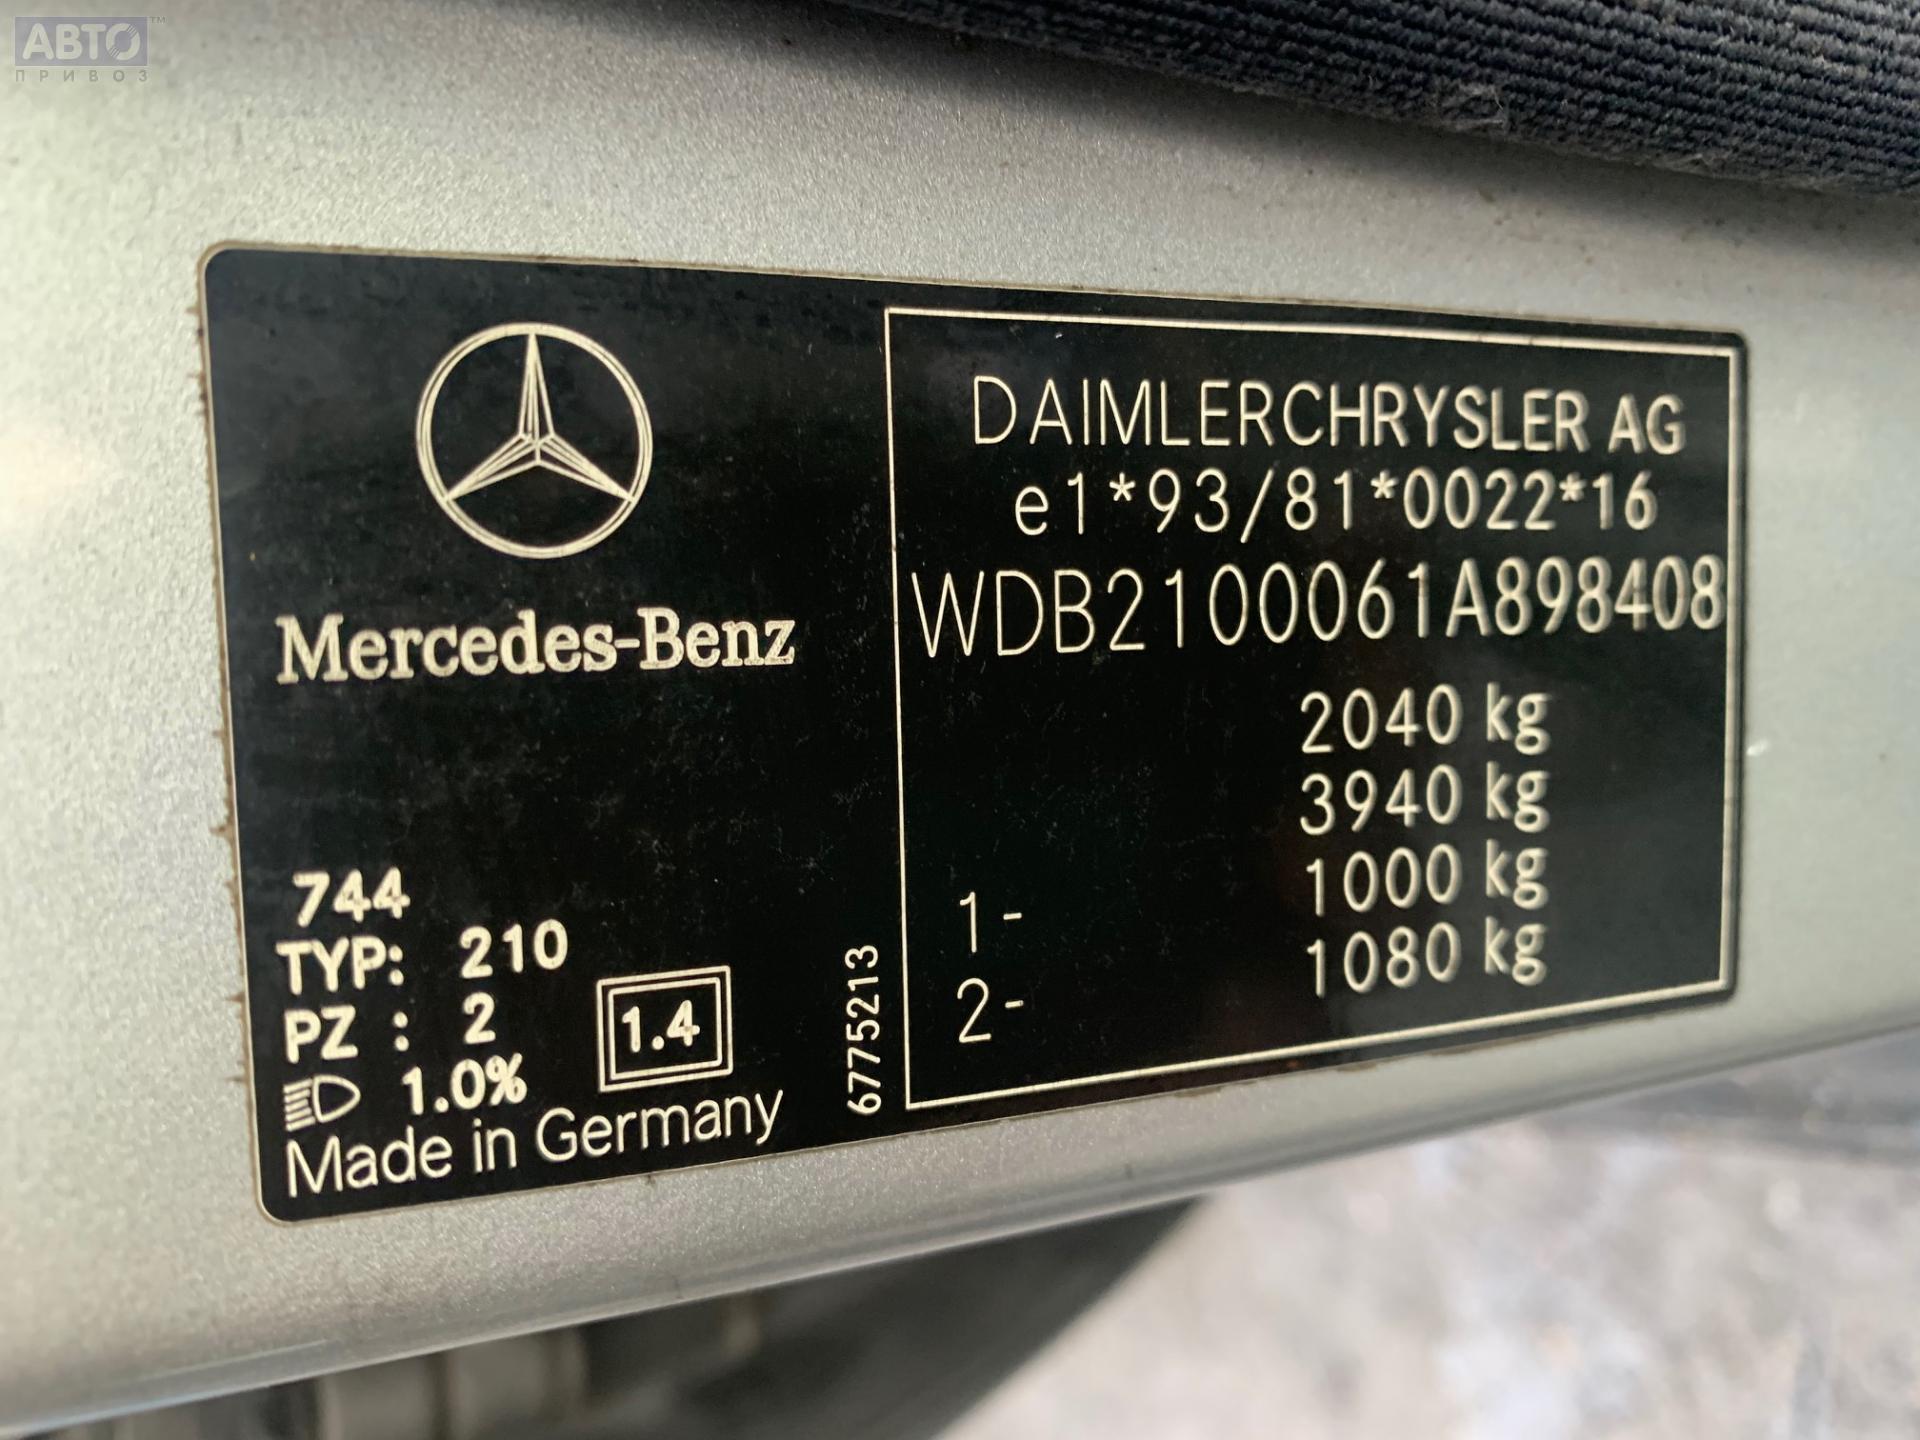 АВТО™
ПРИВОЗ
Mercedes-Benz
744
TYP: 210
PZ : 2
1.0%
1.4
Made in Germany
6775213
DAIMLERCHRYSLER AG
e1*93/81*0022*16
WDB2100061A898408
2040 kg
3940 kg
1- 1000 kg
2- 1080 kg